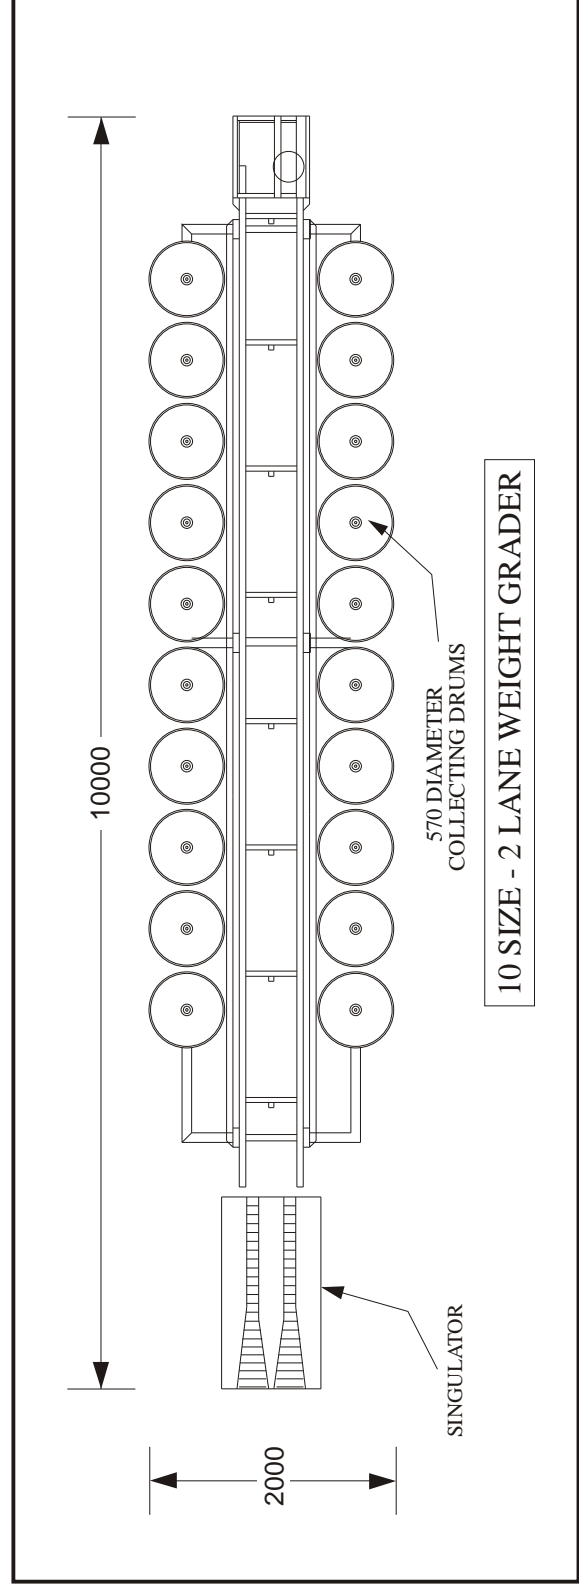 10000
2000
570 DIAMETER
COLLECTING DRUMS
SINGULATOR
10 SIZE - 2 LANE WEIGHT GRADER